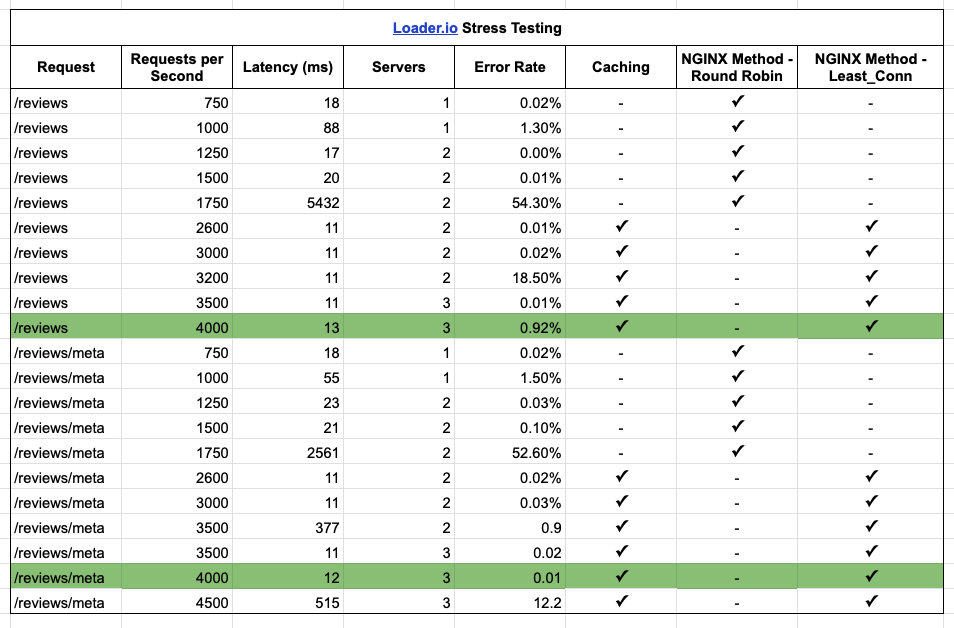 Loader.io Stress Testing
Request Requests per Second Latency (ms) Servers Error Rate Caching NGINX Method - Round Robin NGINX Method - Least_Conn
/reviews 750 18 1 0.02% - ✓ -
/reviews 1000 88 1 1.30% - ✓ -
/reviews 1250 17 2 0.00% - ✓ -
/reviews 1500 20 2 0.01% - ✓ -
/reviews 1750 5432 2 54.30% - ✓ -
/reviews 2600 11 2 0.01% ✓ - ✓
/reviews 3000 11 2 0.02% ✓ - ✓
/reviews 3200 11 2 18.50% ✓ - ✓
/reviews 3500 11 3 0.01% ✓ - ✓
/reviews 4000 13 3 0.92% ✓ - ✓
/reviews/meta 750 18 1 0.02% - ✓ -
/reviews/meta 1000 55 1 1.50% - ✓ -
/reviews/meta 1250 23 2 0.03% - ✓ -
/reviews/meta 1500 21 2 0.10% - ✓ -
/reviews/meta 1750 2561 2 52.60% - ✓ -
/reviews/meta 2600 11 2 0.02% ✓ - ✓
/reviews/meta 3000 11 2 0.03% ✓ - ✓
/reviews/meta 3500 377 2 0.9 ✓ - ✓
/reviews/meta 3500 11 3 0.02 ✓ - ✓
/reviews/meta 4000 12 3 0.01 ✓ - ✓
/reviews/meta 4500 515 3 12.2 ✓ - ✓